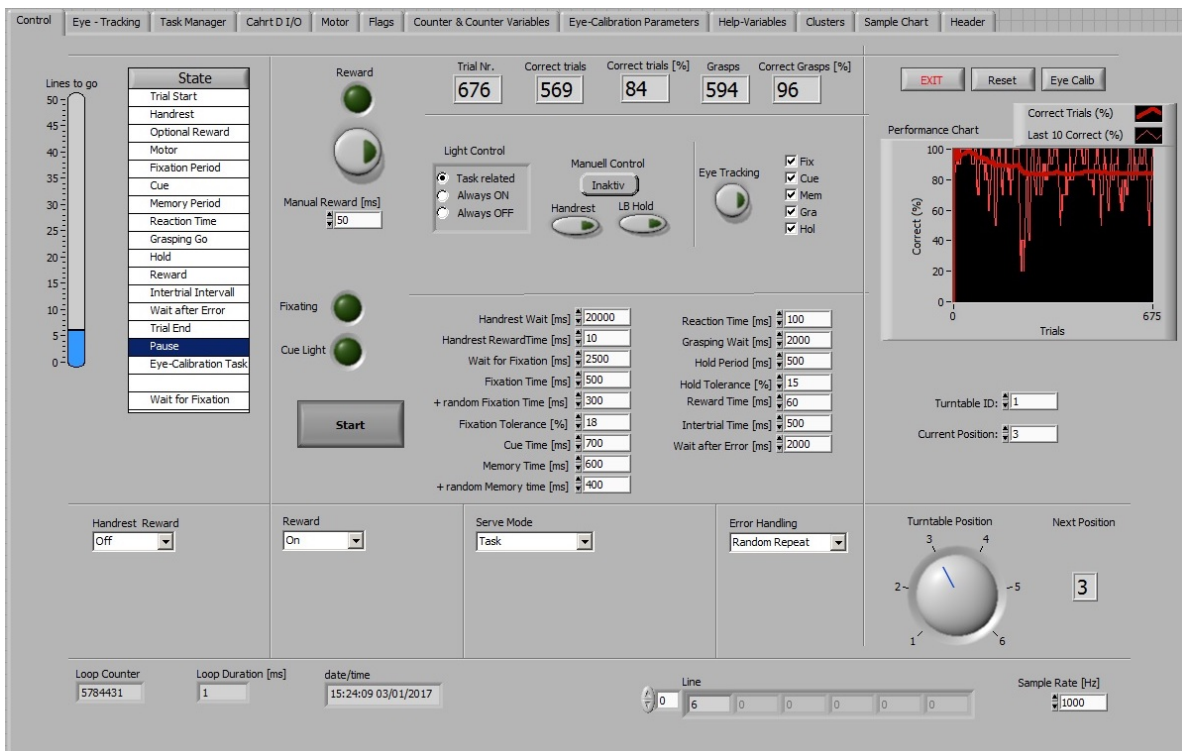 Control Eye - Tracking Task Manager Cahrt D I/O Motor Flags Counter & Counter Variables Eye-Calibration Parameters Help-Variables Clusters Sample Chart Header
Lines to go
50
45
40
35
30
25
20
15
10
5
0
State
Trial Start
Handrest
Optional Reward
Motor
Fixation Period
Cue
Memory Period
Reaction Time
Grasping Go
Hold
Reward
Intertrial Intervall
Wait after Error
Trial End
Pause
Eye-Calibration Task
Wait for Fixation
Reward
Manual Reward [ms]
50
Fixating
Cue Light
Start
Trial Nr. Correct trials Correct trials [%] Grasps Correct Grasps [%]
676 569 84 594 96
Light Control
Task related
Always ON
Always OFF
Manuell Control
Inaktiv
Handrest LB Hold
Eye Tracking
Fix
Cue
Mem
Gra
Hol
Handrest Wait [ms] 20000
Handrest RewardTime [ms] 10
Wait for Fixation [ms] 2500
Fixation Time [ms] 500
+ random Fixation Time [ms] 300
Fixation Tolerance [%] 18
Cue Time [ms] 700
Memory Time [ms] 600
+ random Memory time [ms] 400
Reaction Time [ms] 100
Grasping Wait [ms] 2000
Hold Period [ms] 500
Hold Tolerance [%] 15
Reward Time [ms] 60
Intertrial Time [ms] 500
Wait after Error [ms] 2000
EXIT Reset Eye Calib
Correct Trials (%)
Last 10 Correct (%)
Performance Chart
100
80
60
40
20
0
Correct (%)
0 675
Trials
Turntable ID: 1
Current Position: 3
Handrest Reward
Off
Reward
On
Serve Mode
Task
Error Handling
Random Repeat
Turntable Position
3 4
2 5
1 6
Next Position
3
Loop Counter
5784431
Loop Duration [ms]
1
date/time
15:24:09 03/01/2017
Line
0 6 0 0 0 0 0
Sample Rate [Hz]
1000